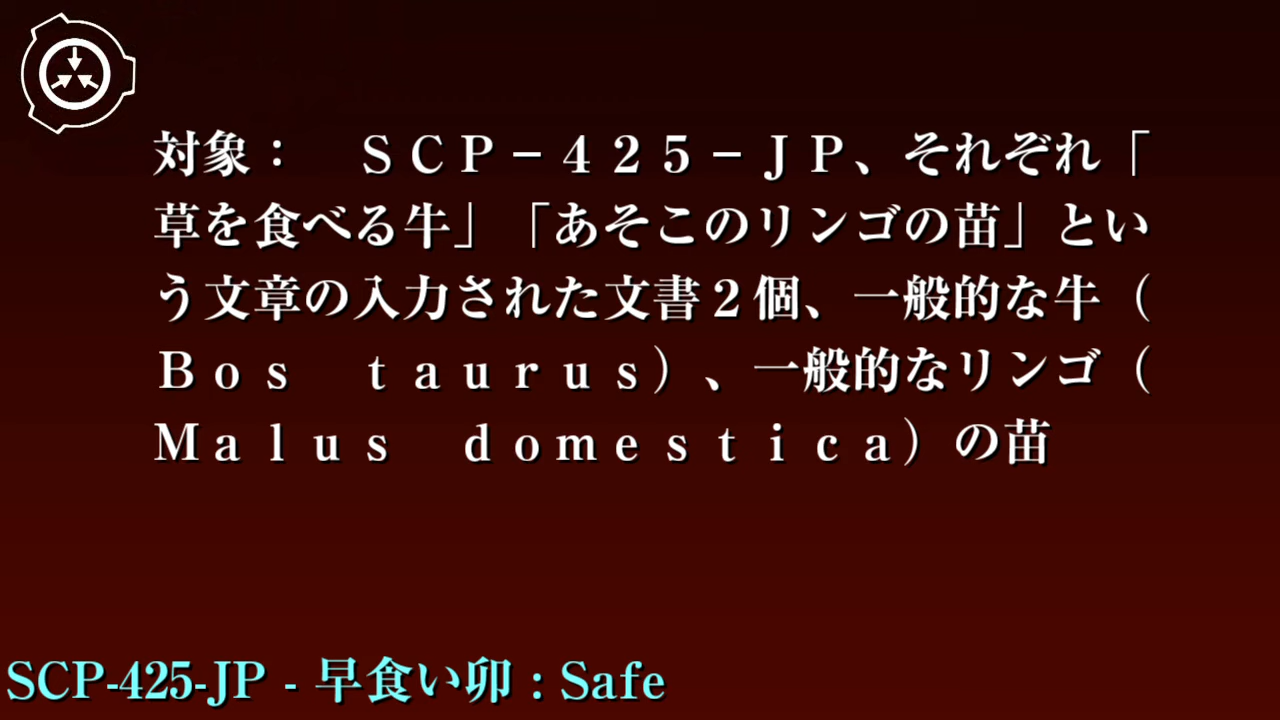 対象：　ＳＣＰ－４２５－ＪＰ、それぞれ「
草を食べる牛」「あそこのリンゴの苗」とい
う文章の入力された文書２個、一般的な牛（
Ｂｏｓ　ｔａｕｒｕｓ）、一般的なリンゴ（
Ｍａｌｕｓ　ｄｏｍｅｓｔｉｃａ）の苗
SCP-425-JP - 早食い卯 : Safe